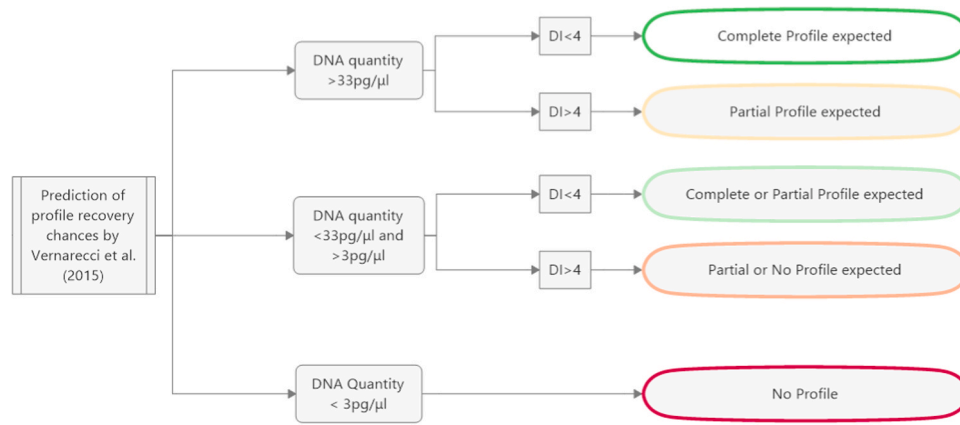 Prediction of
profile recovery
chances by
Vernarecci et al.
(2015)
DNA quantity
>33pg/µl
DI<4
Complete Profile expected
DI>4
Partial Profile expected
DNA quantity
<33pg/µl and
>3pg/µl
DI<4
Complete or Partial Profile expected
DI>4
Partial or No Profile expected
DNA Quantity
< 3pg/µl
No Profile